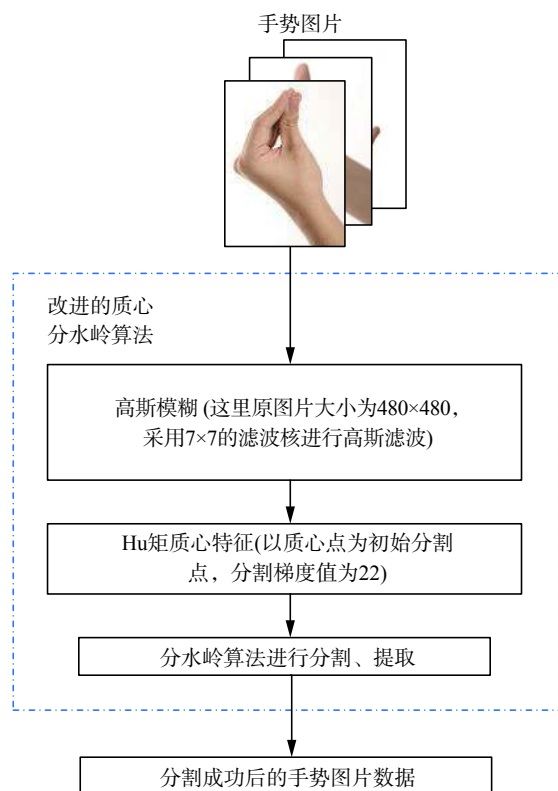 手势图片
改进的质心
分水岭算法
高斯模糊 (这里原图片大小为480×480，
采用7×7的滤波核进行高斯滤波)
Hu矩质心特征(以质心点为初始分割
点，分割梯度值为22)
分水岭算法进行分割、提取
分割成功后的手势图片数据